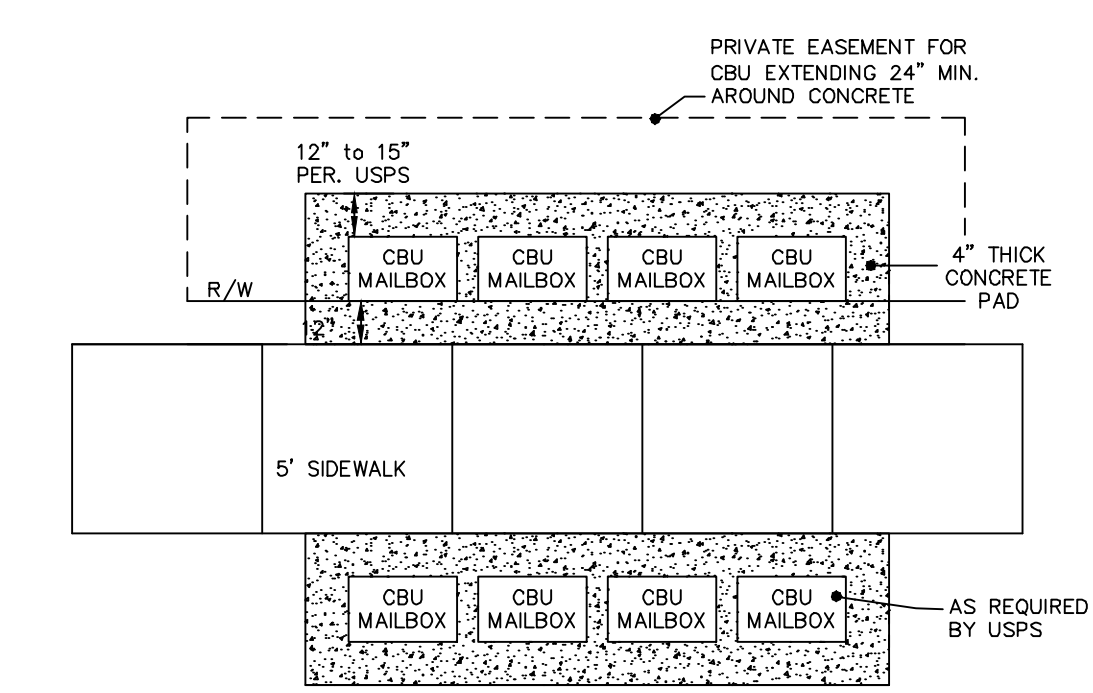 PRIVATE EASEMENT FOR
CBU EXTENDING 24” MIN.
AROUND CONCRETE
12” to 15”
PER. USPS
CBU
MAILBOX
CBU
MAILBOX
CBU
MAILBOX
CBU
MAILBOX
4” THICK
CONCRETE
PAD
R/W
12”
5' SIDEWALK
CBU
MAILBOX
CBU
MAILBOX
CBU
MAILBOX
CBU
MAILBOX
AS REQUIRED
BY USPS